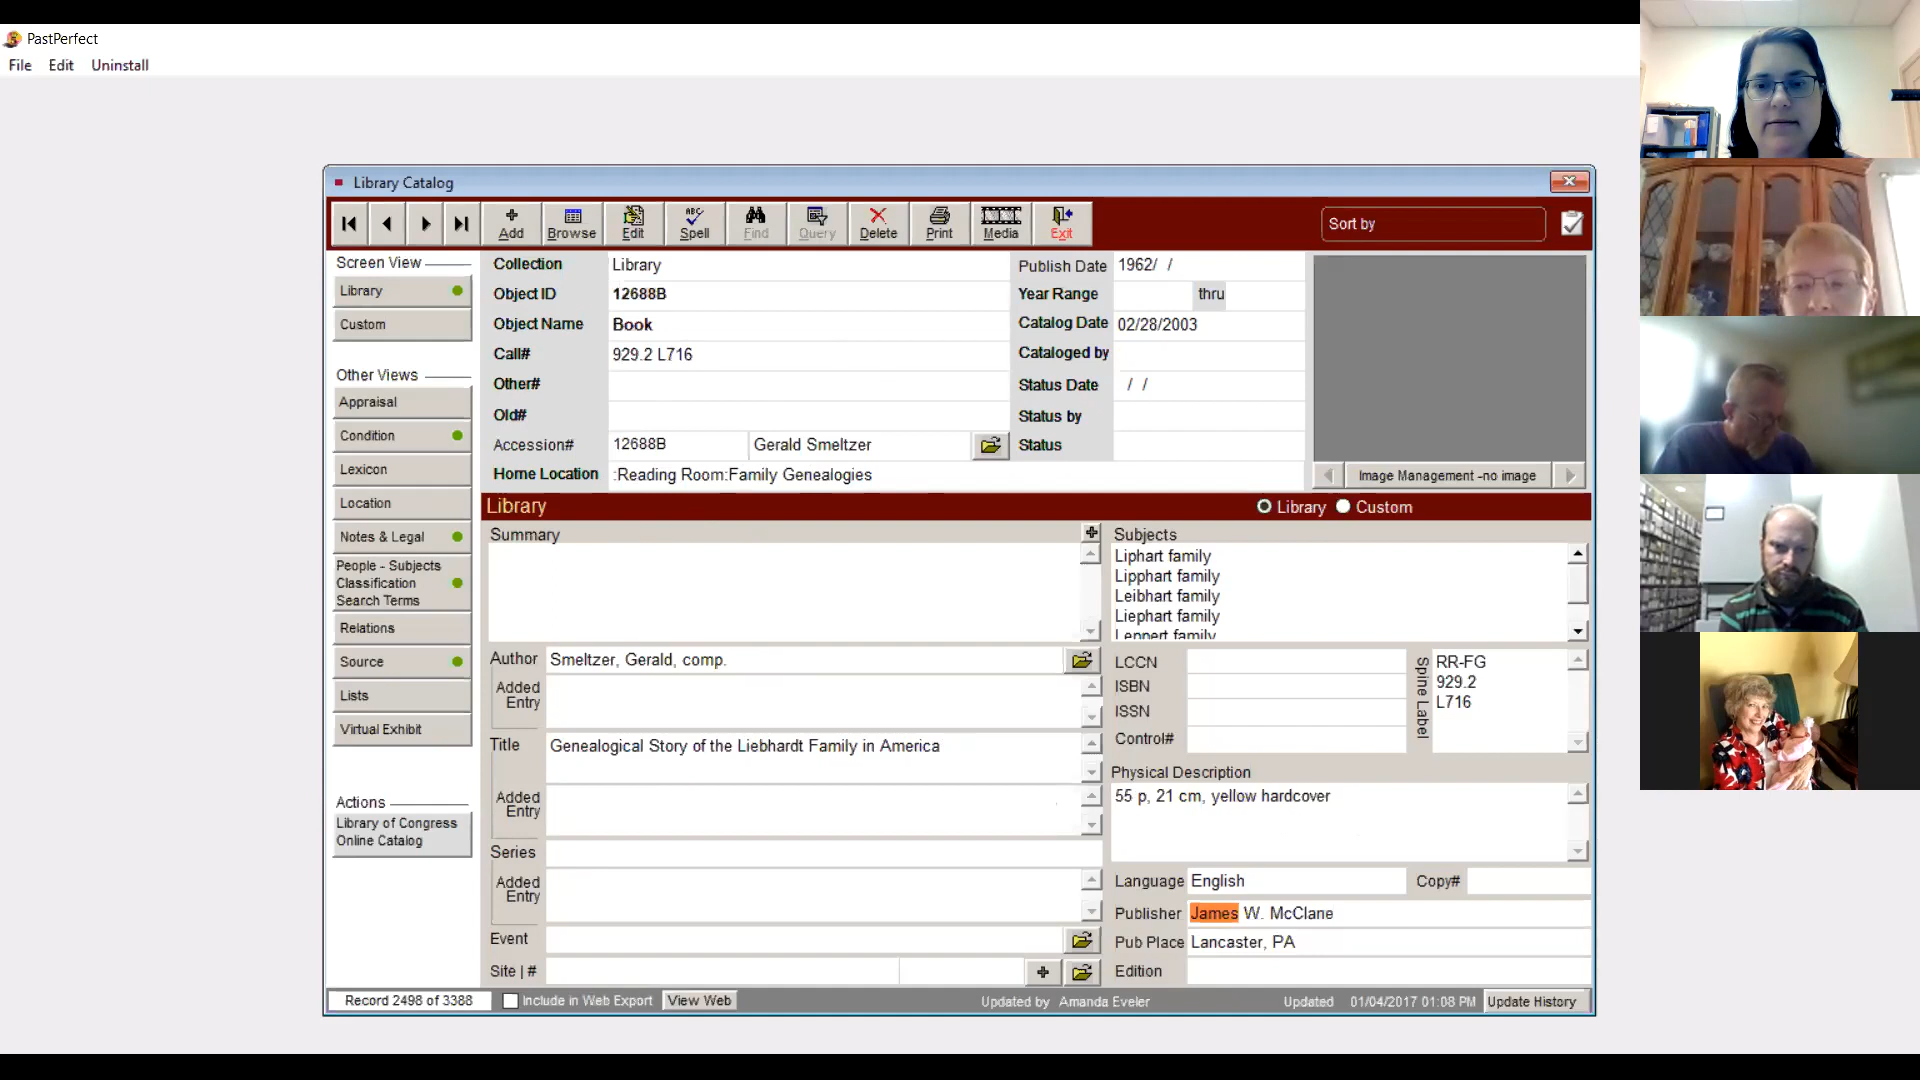 PastPerfect
File Edit Uninstall
Library Catalog
Add Browse Edit ABC Spell Find Query Delete Print Media Exit
Sort by
Screen View
Library
Custom
Other Views
Appraisal
Condition
Lexicon
Location
Notes & Legal
People - Subjects
Classification
Search Terms
Relations
Source
Lists
Virtual Exhibit
Actions
Library of Congress
Online Catalog
Collection Library
Object ID 12688B
Object Name Book
Call# 929.2 L716
Other#
Old#
Accession# 12688B Gerald Smeltzer
Home Location :Reading Room:Family Genealogies
Publish Date 1962/ /
Year Range thru
Catalog Date 02/28/2003
Cataloged by
Status Date / /
Status by
Status
Image Management -no image
Library
Library Custom
Summary
Author Smeltzer, Gerald, comp.
Added
Entry
Title Genealogical Story of the Liebhardt Family in America
Added
Entry
Series
Added
Entry
Event
Site | #
Subjects
Liphart family
Lipphart family
Leibhart family
Liephart family
Leppert family
LCCN
ISBN
ISSN
Control#
Spine Label
RR-FG
929.2
L716
Physical Description
55 p, 21 cm, yellow hardcover
Language English Copy#
Publisher James W. McClane
Pub Place Lancaster, PA
Edition
Record 2498 of 3388 Include in Web Export View Web Updated by Amanda Eveler Updated 01/04/2017 01:08 PM Update History